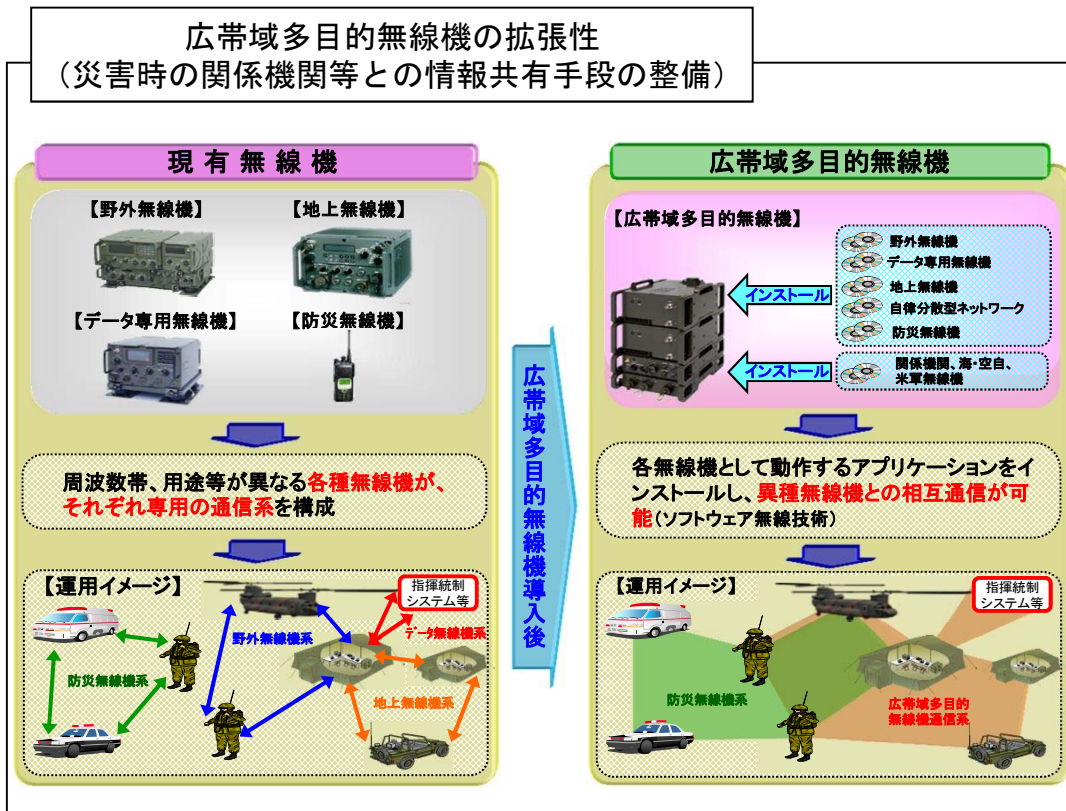 広帯域多目的無線機の拡張性
（災害時の関係機関等との情報共有手段の整備）
現有無線機
【野外無線機】
【地上無線機】
【データ専用無線機】
【防災無線機】
周波数帯、用途等が異なる各種無線機が、
それぞれ専用の通信系を構成
【運用イメージ】
指揮統制
システム等
野外無線機系
データ無線機系
防災無線機系
地上無線機系
広帯域多目的無線機導入後
広帯域多目的無線機
【広帯域多目的無線機】
野外無線機
データ専用無線機
インストール
地上無線機
自律分散型ネットワーク
防災無線機
インストール
関係機関、海・空自、
米軍無線機
各無線機として動作するアプリケーションをイ
ンストールし、異種無線機との相互通信が可
能（ソフトウェア無線技術）
【運用イメージ】
指揮統制
システム等
防災無線機系
広帯域多目的
無線機通信系